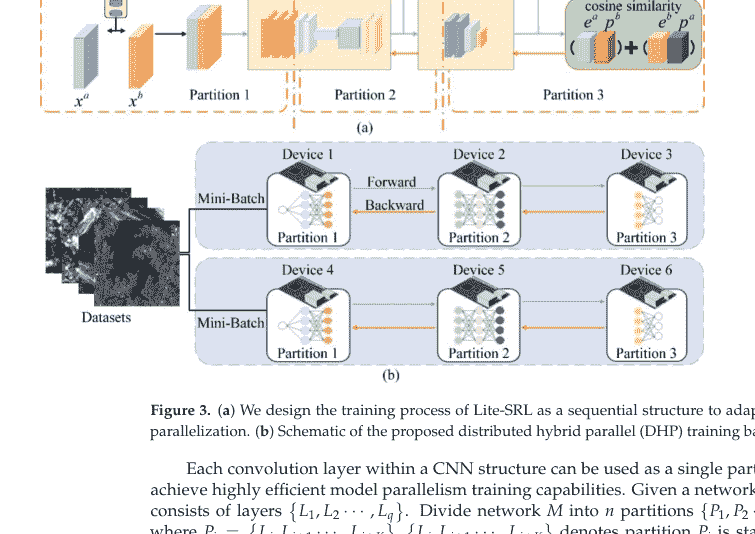 cosine similarity
e^a p^b e^b p^a
( )+( )
x^a
x^b
Partition 1
Partition 2
Partition 3
(a)
Device 1
Device 2
Device 3
Mini-Batch
Forward
Backward
Partition 1
Partition 2
Partition 3
Datasets
Device 4
Device 5
Device 6
Mini-Batch
Partition 1
Partition 2
Partition 3
(b)
Figure 3. (a) We design the training process of Lite-SRL as a sequential structure to adap
parallelization. (b) Schematic of the proposed distributed hybrid parallel (DHP) training ba
Each convolution layer within a CNN structure can be used as a single part
achieve highly efficient model parallelism training capabilities. Given a network
consists of layers {L1, L2 · · · , Lq}. Divide network M into n partitions {P1, P2 ·
denotes partition